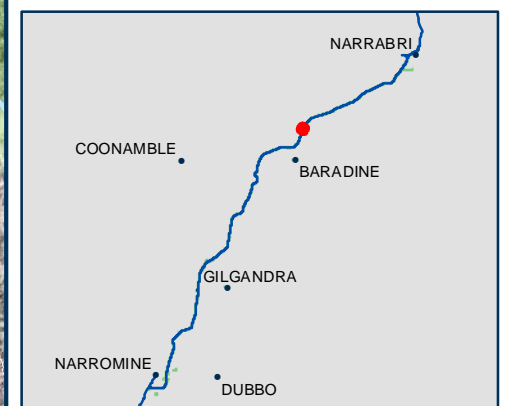 NARRABRI
COONAMBLE
BARADINE
GILGANDRA
NARROMINE
DUBBO